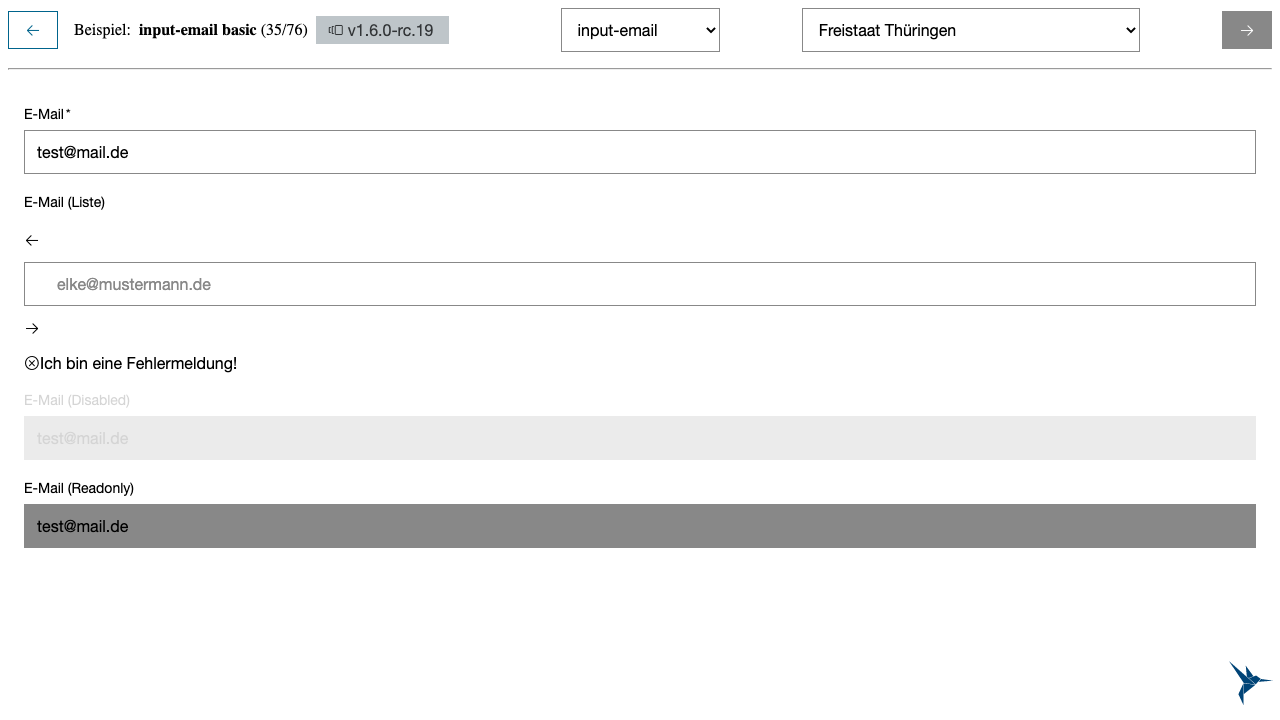 Beispiel: input-email basic (35/76) v1.6.0-rc.19 input-email Freistaat Thüringen
E-Mail*
test@mail.de
E-Mail (Liste)
elke@mustermann.de
Ich bin eine Fehlermeldung!
E-Mail (Disabled)
test@mail.de
E-Mail (Readonly)
test@mail.de